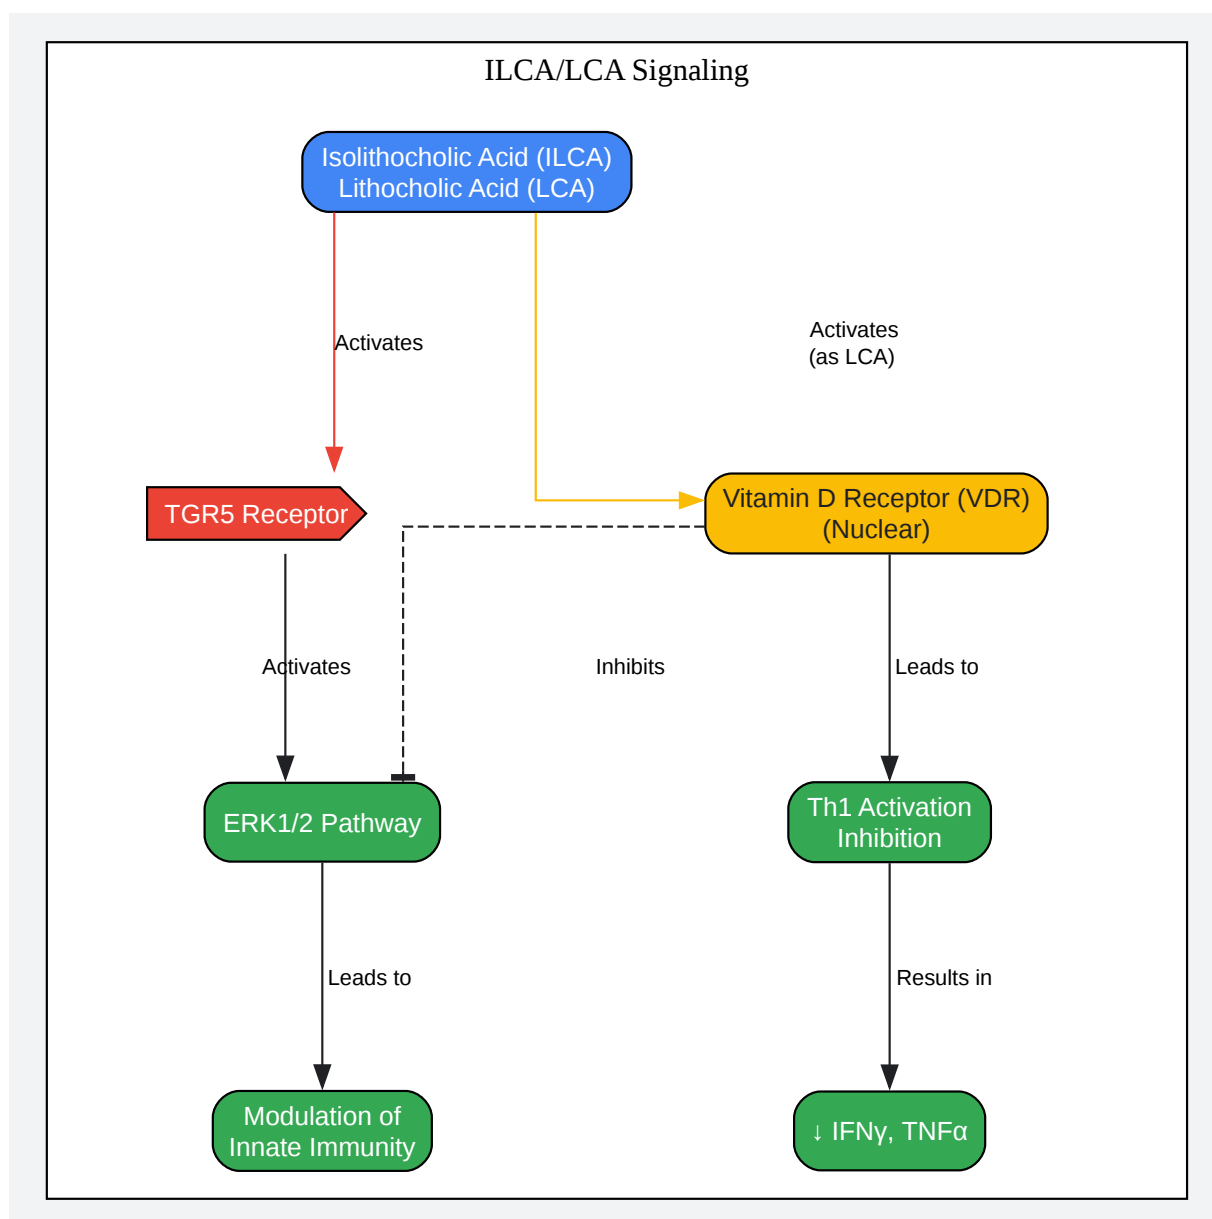 ILCA/LCA Signaling
Isolithocholic Acid (ILCA)
Lithocholic Acid (LCA)
Activates
Activates
(as LCA)
TGR5 Receptor
Vitamin D Receptor (VDR)
(Nuclear)
Activates
Inhibits
Leads to
ERK1/2 Pathway
Th1 Activation
Inhibition
Leads to
Results in
Modulation of
Innate Immunity
↓ IFNγ, TNFα